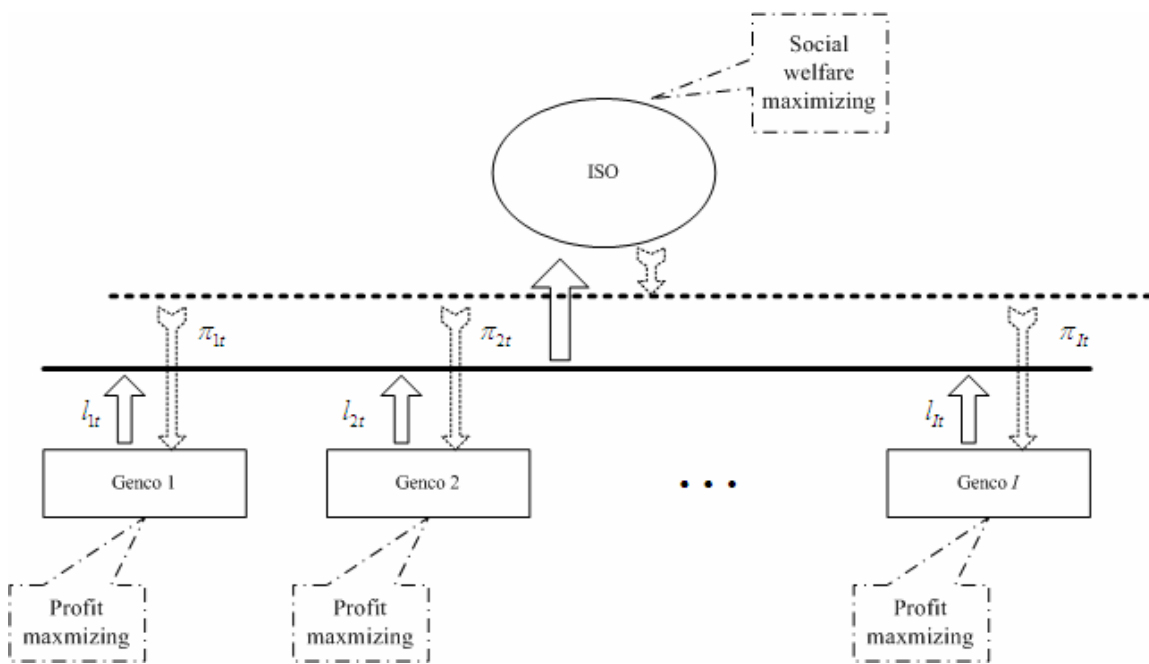 Social
welfare
maximizing
ISO
π1t
π2t
πIt
l1t
l2t
lIt
Genco 1
Genco 2
• • •
Genco I
Profit
maxmizing
Profit
maxmizing
Profit
maxmizing